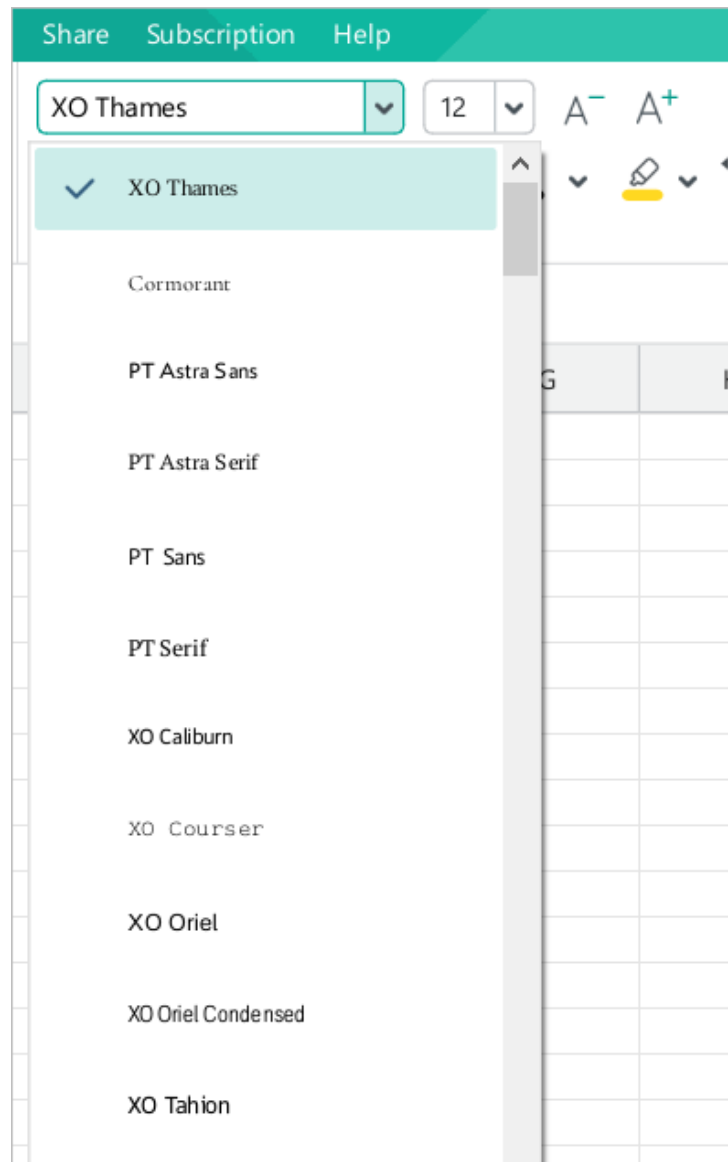 Share Subscription Help
XO Thames 12 A− A+
XO Thames
Cormorant
PT Astra Sans
G
PT Astra Serif
PT Sans
PT Serif
XO Caliburn
XO Courser
XO Oriel
XO Oriel Condensed
XO Tahion